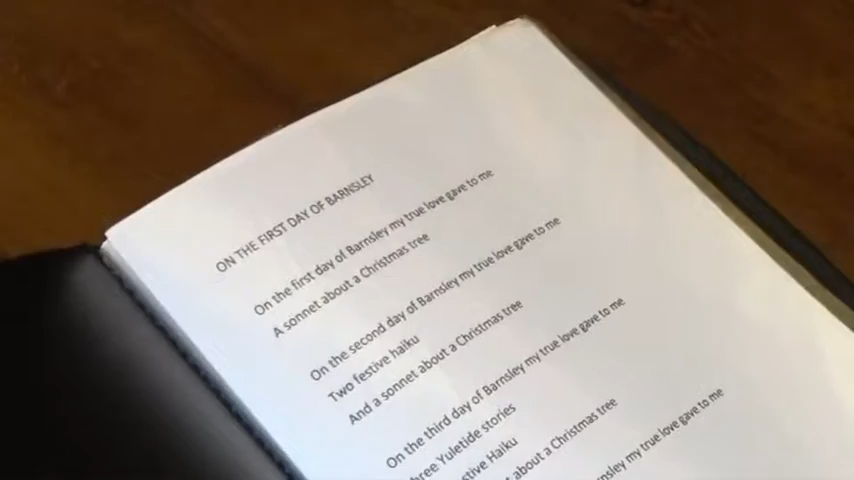 ON THE FIRST DAY OF BARNSLEY
On the first day of Barnsley my true love gave to me
A sonnet about a Christmas tree
On the second day of Barnsley my true love gave to me
Two festive haiku
And a sonnet about a Christmas tree
On the third day of Barnsley my true love gave to me
Three Yuletide stories
festive Haiku
about a Christmas tree
Barnsley my true love gave to me